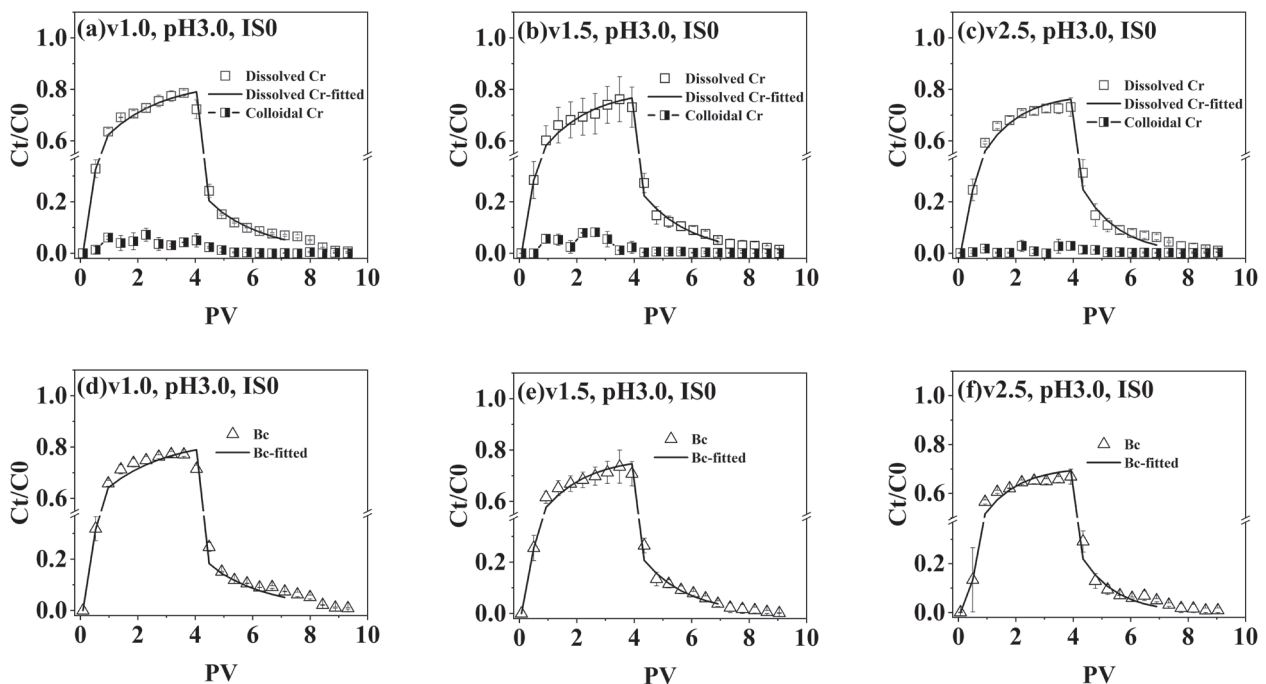 (a)v1.0, pH3.0, IS0
1.0
0.8
0.6
0.2
0.0
Ct/C0
Dissolved Cr
Dissolved Cr-fitted
Colloidal Cr
0 2 4 6 8 10
PV
(b)v1.5, pH3.0, IS0
1.0
0.8
0.6
0.2
0.0
Ct/C0
Dissolved Cr
Dissolved Cr-fitted
Colloidal Cr
0 2 4 6 8 10
PV
(c)v2.5, pH3.0, IS0
1.0
0.8
0.6
0.2
0.0
Ct/C0
Dissolved Cr
Dissolved Cr-fitted
Colloidal Cr
0 2 4 6 8 10
PV
(d)v1.0, pH3.0, IS0
1.0
0.8
0.6
0.2
0.0
Ct/C0
Bc
Bc-fitted
0 2 4 6 8 10
PV
(e)v1.5, pH3.0, IS0
1.0
0.8
0.6
0.2
0.0
Ct/C0
Bc
Bc-fitted
0 2 4 6 8 10
PV
(f)v2.5, pH3.0, IS0
1.0
0.8
0.6
0.2
0.0
Ct/C0
Bc
Bc-fitted
0 2 4 6 8 10
PV